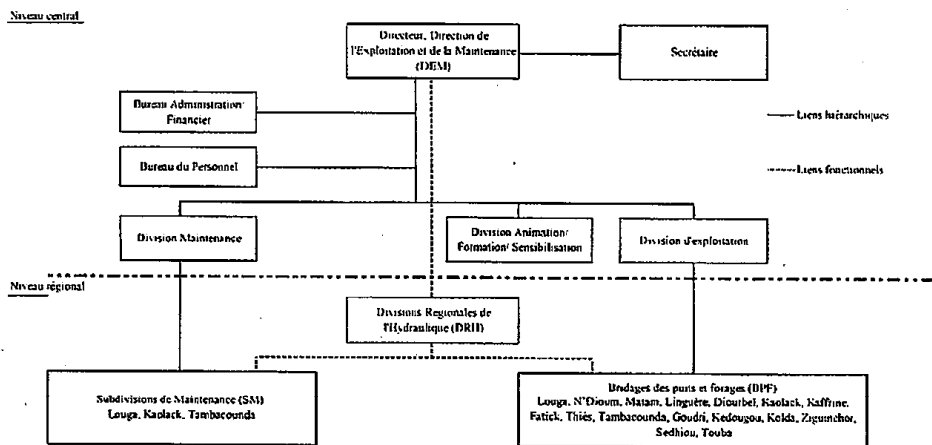 Niveau central
Directeur, Direction de
l'Exploitation et de la Maintenance
(DEM)
Secrétaire
Bureau Administration/
Financier
Liens hiérarchiques
Bureau du Personnel
Liens fonctionnels
Division Maintenance
Division Animation/
Formation/ Sensibilisation
Division d'exploitation
Niveau régional
Divisions Régionales de
l'Hydraulique (DRH)
Subdivisions de Maintenance (SM)
Louga, Kaolack, Tambacounda
Bridages des puits et forages (BPF)
Louga, N'Dioum, Matam, Linguère, Diourbel, Kaolack, Kaffrine,
Fatick, Thiès, Tambacounda, Goudri, Kedougou, Kolda, Ziguinchor,
Sedhiou, Touba